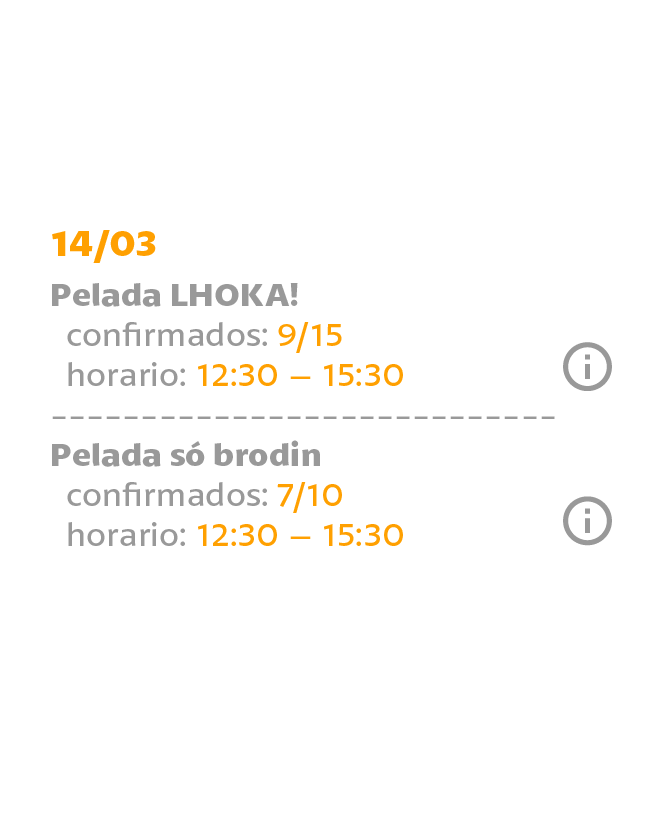 14/03
Pelada LHOKA!
confirmados: 9/15
horario: 12:30 – 15:30
––––––––––––––––––––––––––––
Pelada só brodin
confirmados: 7/10
horario: 12:30 – 15:30